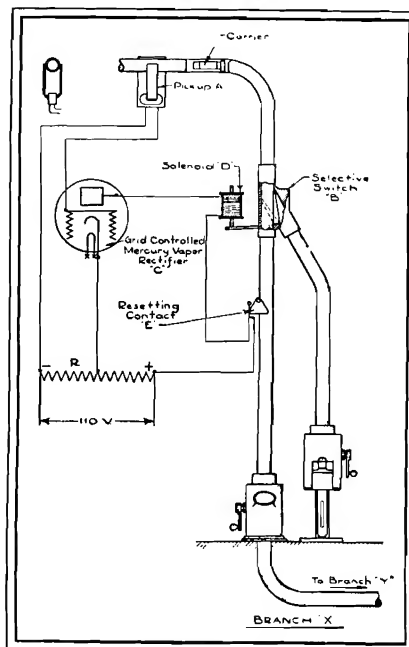 Carrier
Pickup A
Solenoid "D"
Selective
Switch
"B"
Grid Controlled
Mercury Vapor
Rectifier
"C"
Resetting
Contact
"E"
- R +
110 V
To Branch "Y"
BRANCH "X"